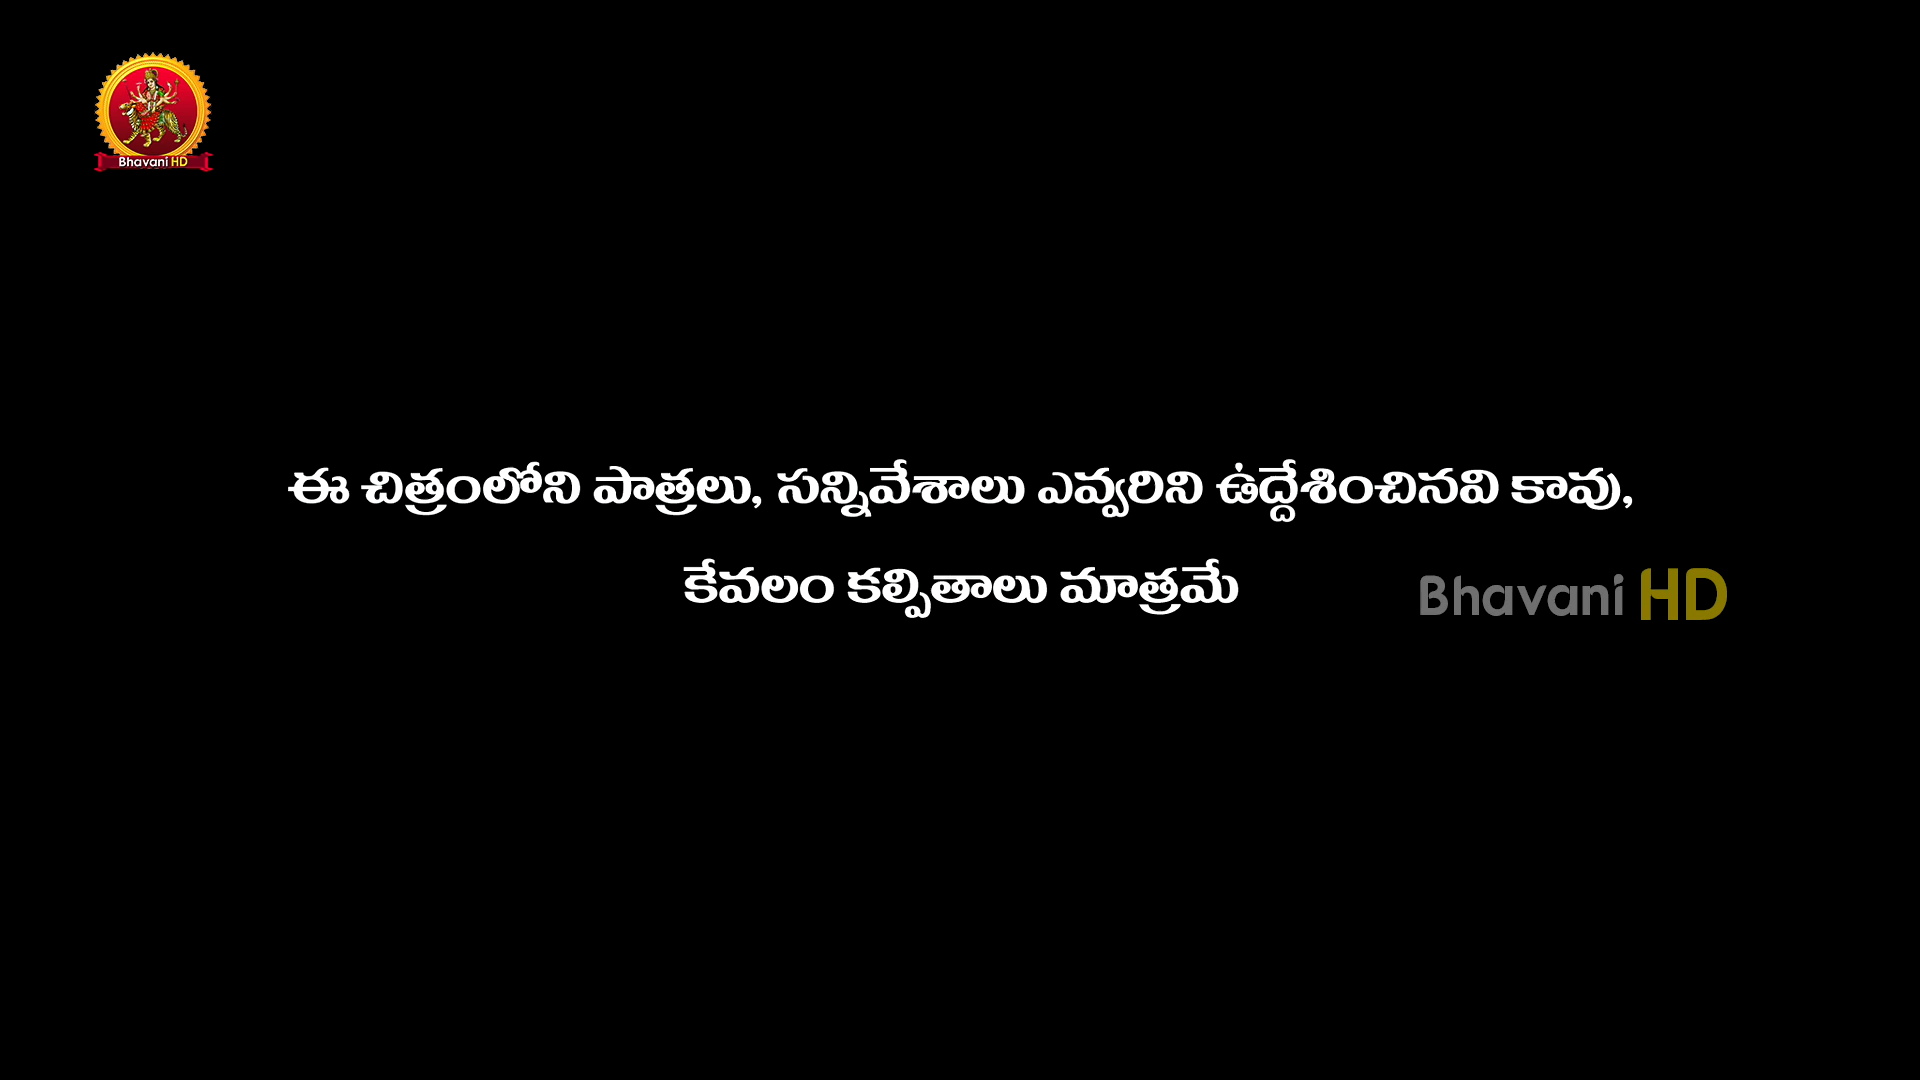 Bhavani HD
ఈ చిత్రంలోని పాత్రలు, సన్నివేశాలు ఎవ్వరిని ఉద్దేశించినవి కావు,
కేవలం కల్పితాలు మాత్రమే
Bhavani HD